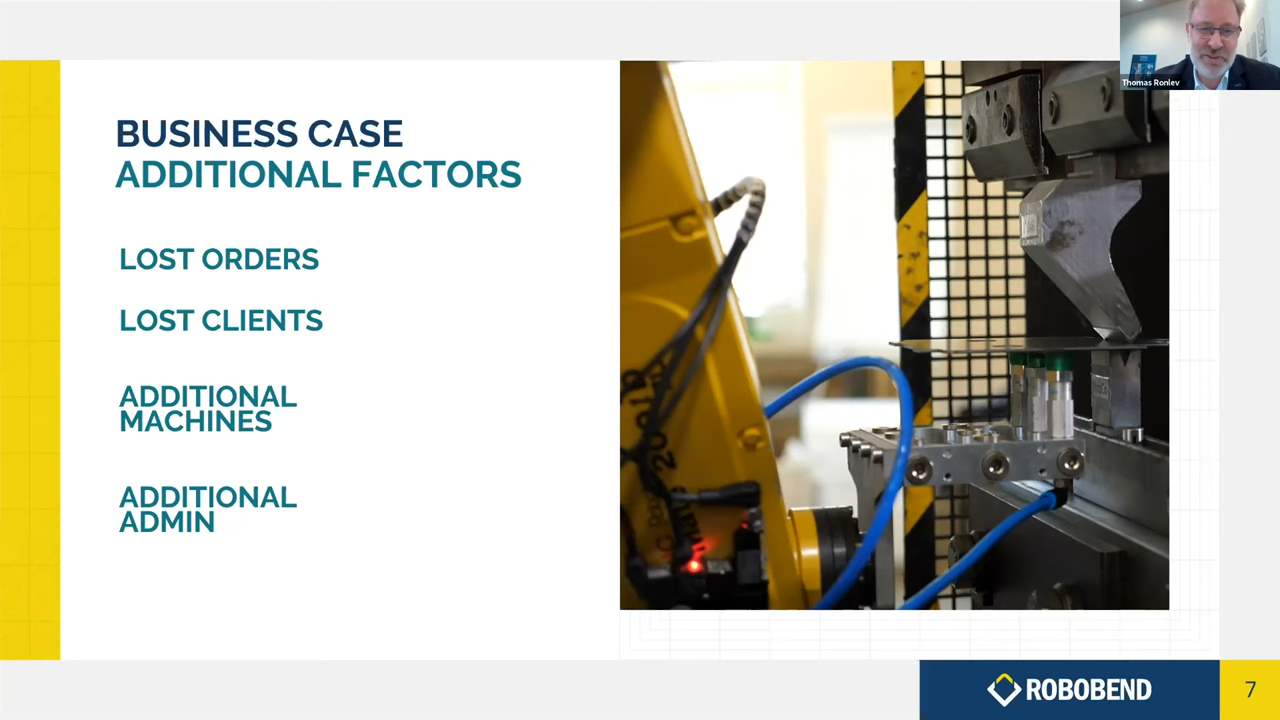 Thomas Ronlev
BUSINESS CASE
ADDITIONAL FACTORS
LOST ORDERS
LOST CLIENTS
ADDITIONAL
MACHINES
ADDITIONAL
ADMIN
ROBOBEND
7